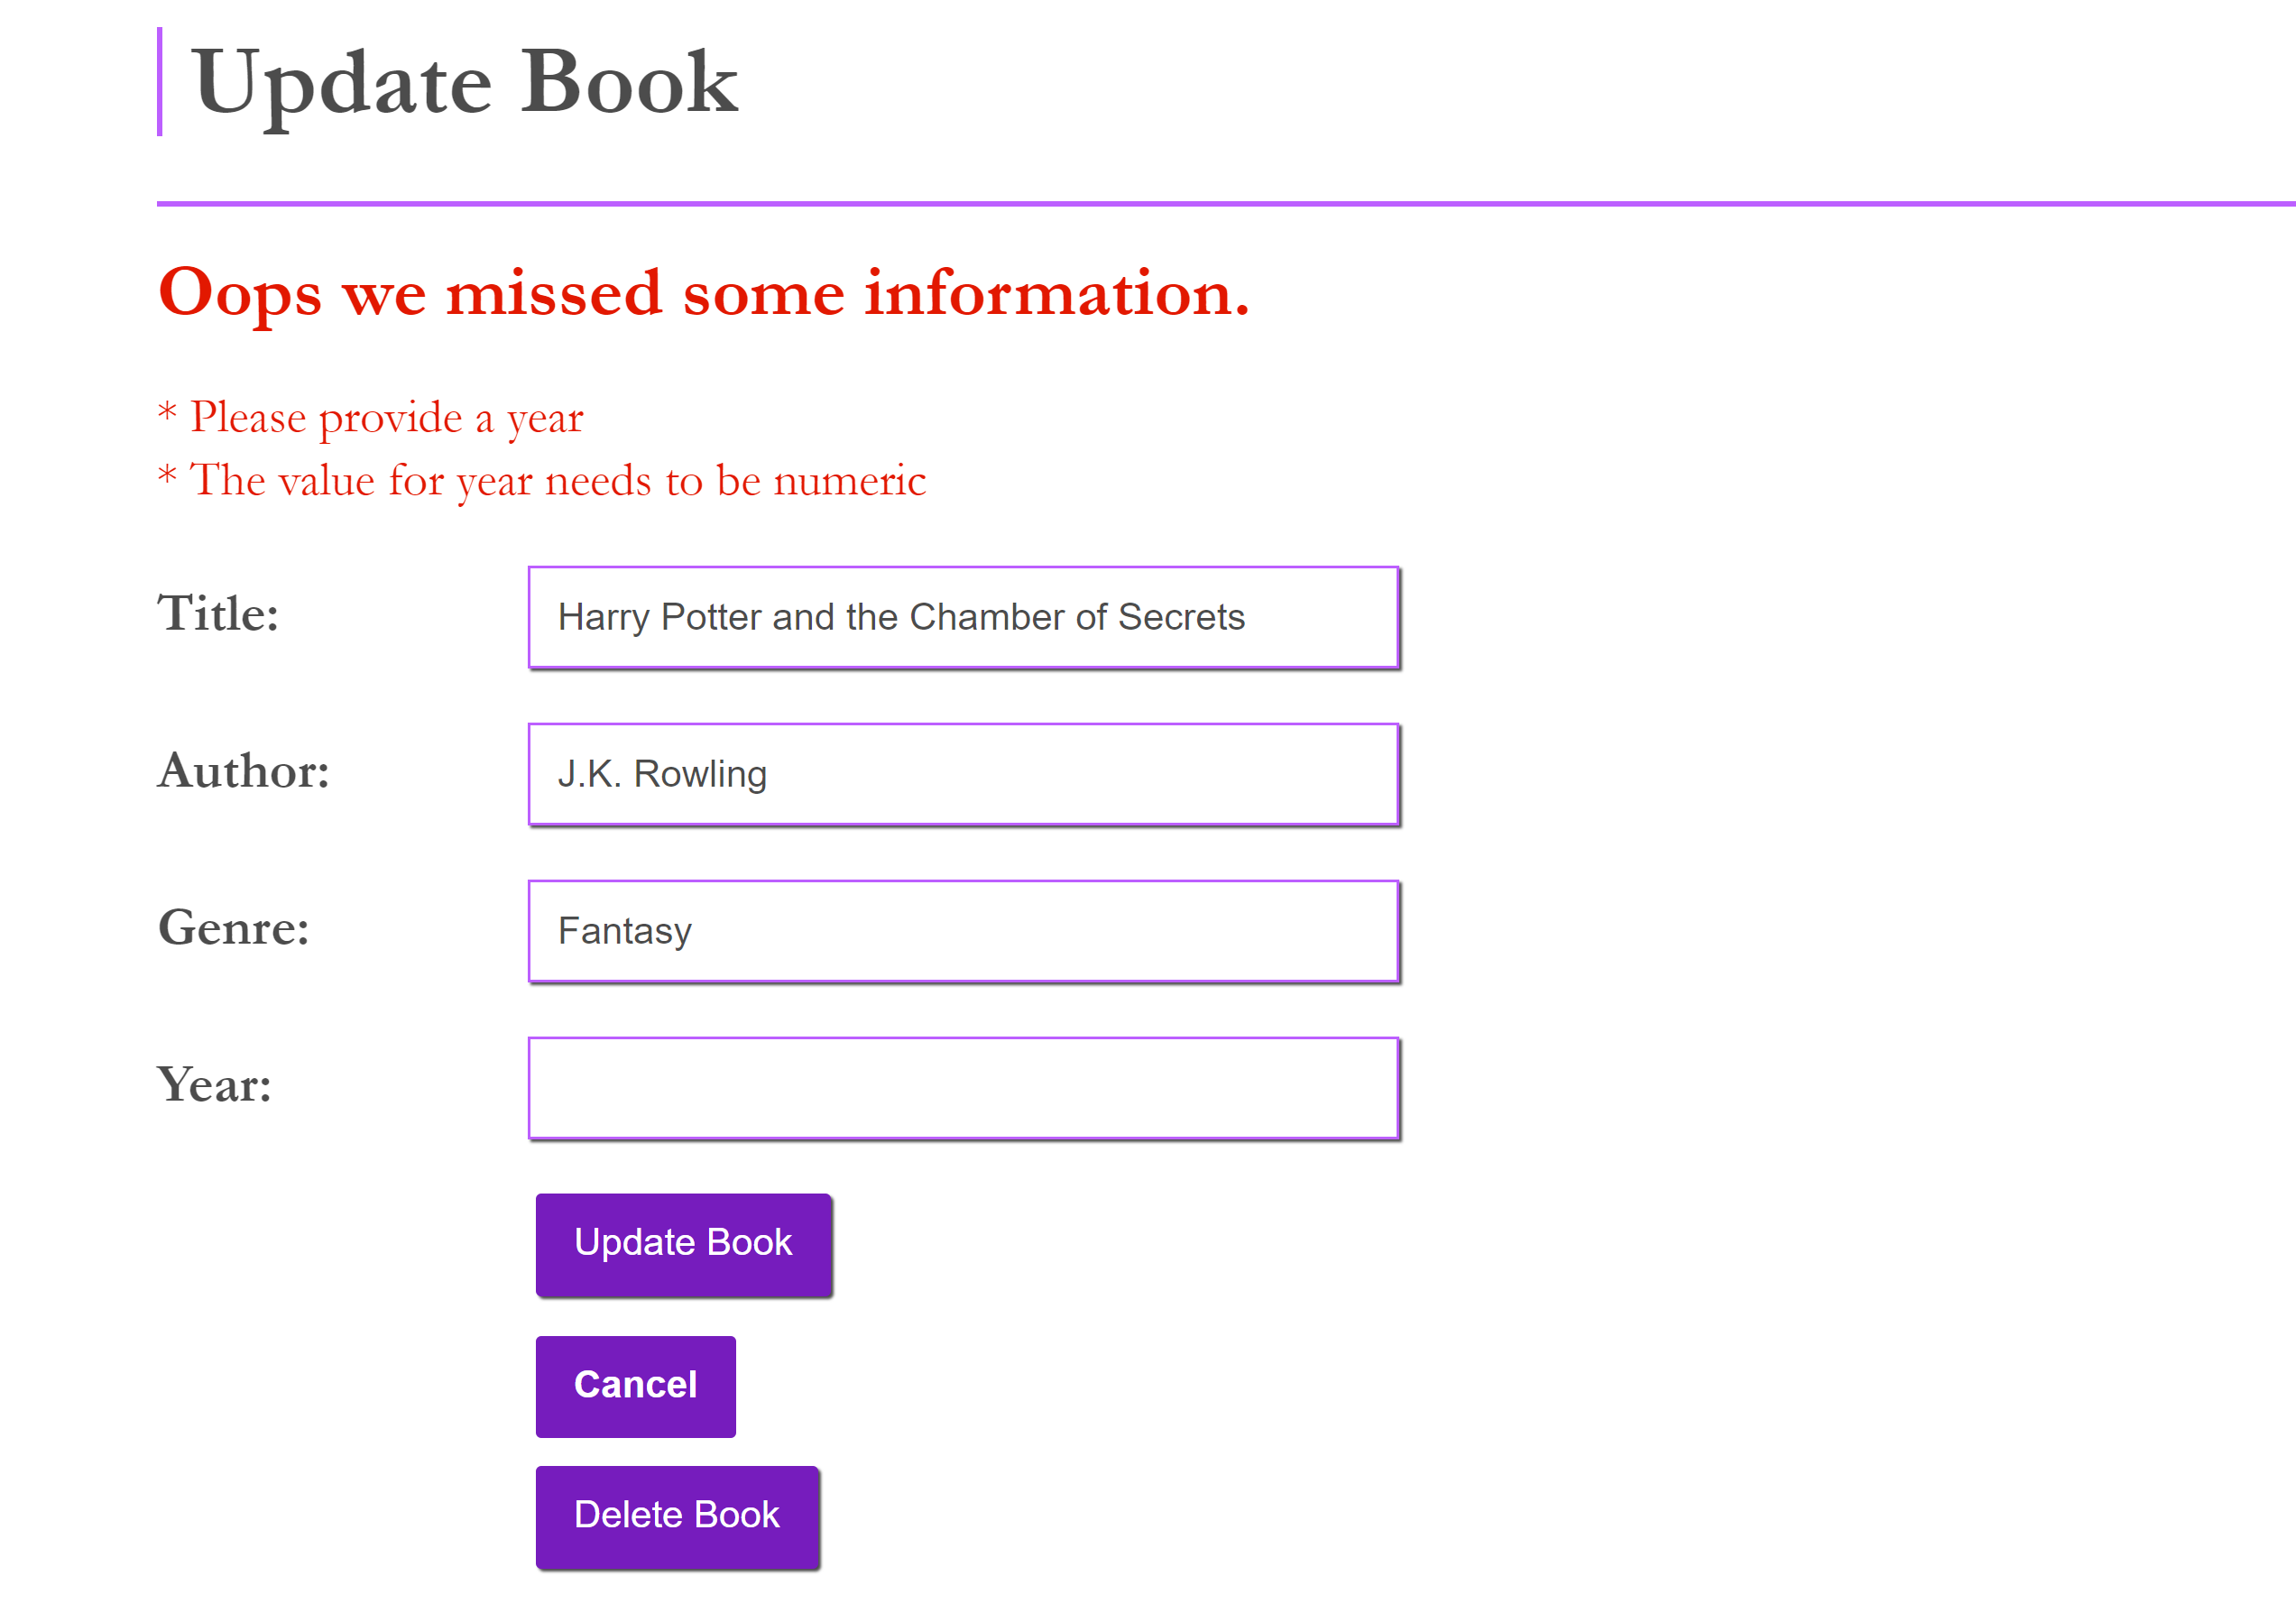 Update Book
Oops we missed some information.
* Please provide a year
* The value for year needs to be numeric
Title: Harry Potter and the Chamber of Secrets
Author: J.K. Rowling
Genre: Fantasy
Year:
Update Book
Cancel
Delete Book